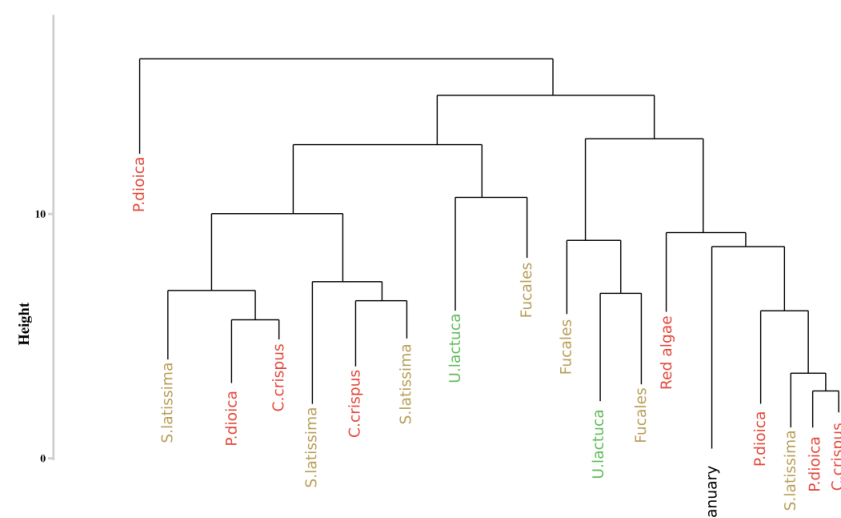 P.dioica
10
Height
0
S.latissima
P.dioica
C.crispus
S.latissima
C.crispus
S.latissima
U.lactuca
Fucales
Fucales
U.lactuca
Fucales
Red algae
anuary
P.dioica
S.latissima
P.dioica
C.crispus